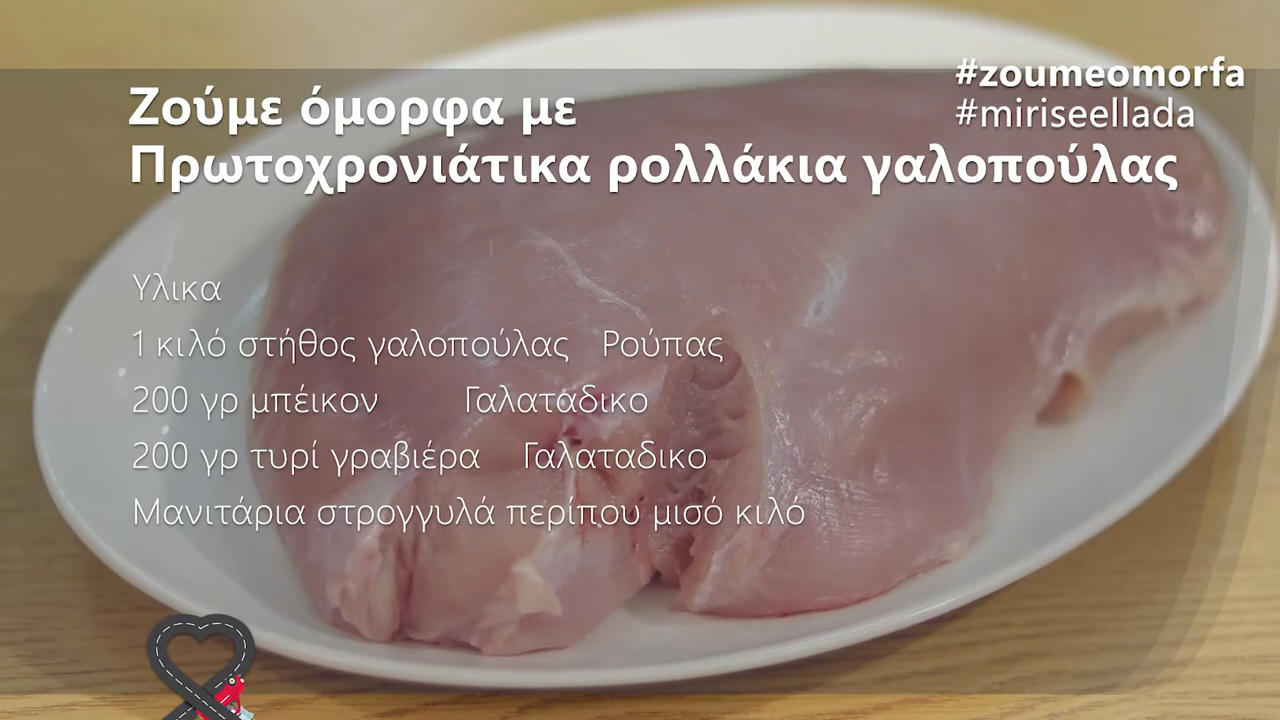 #zoumeomorfa
#miriseellada
Ζούμε όμορφα με
Πρωτοχρονιάτικα ρολλάκια γαλοπούλας
Υλικα
1 κιλό στήθος γαλοπούλας Ρούπας
200 γρ μπέικον Γαλαταδικο
200 γρ τυρί γραβιέρα Γαλαταδικο
Μανιτάρια στρογγυλά περίπου μισό κιλό